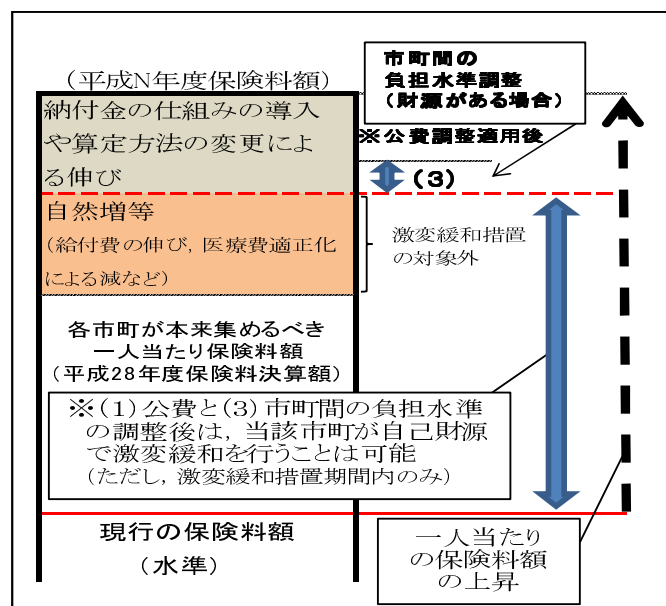 市町間の
負担水準調整
(財源がある場合)
(平成N年度保険料額)
納付金の仕組みの導入
や算定方法の変更によ
る伸び
※公費調整適用後
(3)
自然増等
(給付費の伸び,医療費適正化
による減など)
激変緩和措置
の対象外
各市町が本来集めるべき
一人当たり保険料額
(平成28年度保険料決算額)
※(1)公費と(3)市町間の負担水準
の調整後は,当該市町が自己財源
で激変緩和を行うことは可能
(ただし,激変緩和措置期間内のみ)
現行の保険料額
(水準)
一人当たり
の保険料額
の上昇